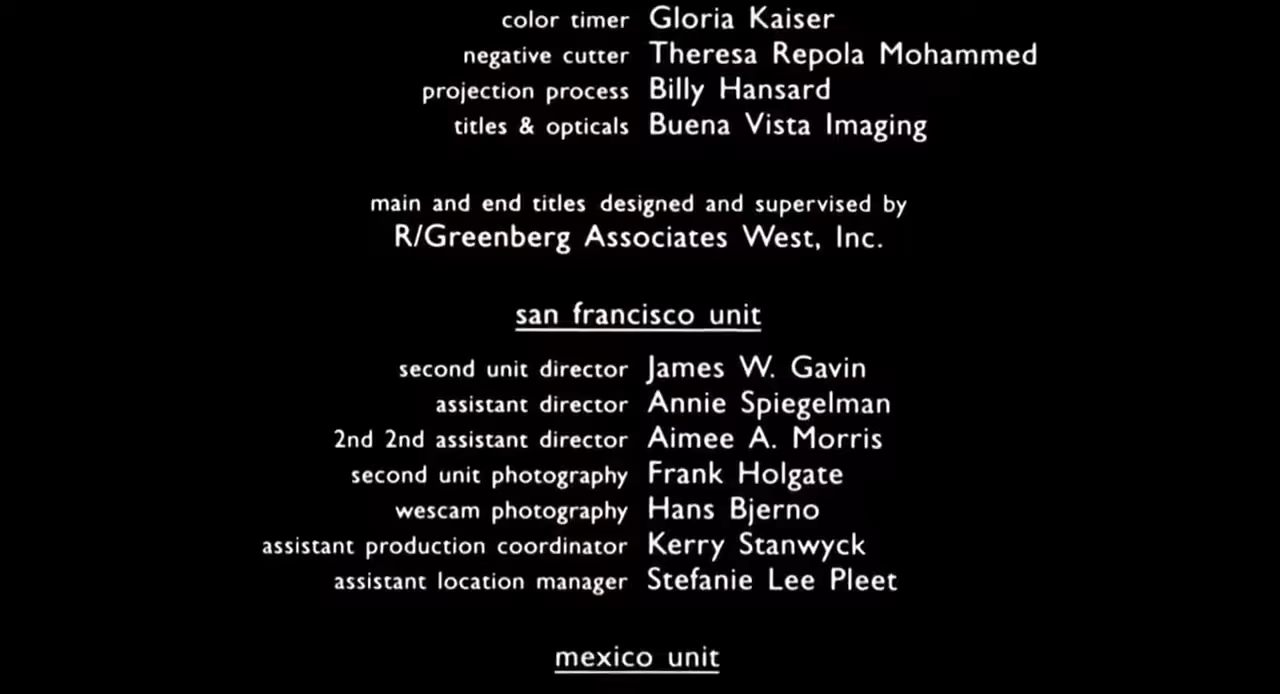 color timer Gloria Kaiser
negative cutter Theresa Repola Mohammed
projection process Billy Hansard
titles & opticals Buena Vista Imaging
main and end titles designed and supervised by
R/Greenberg Associates West, Inc.
san francisco unit
second unit director James W. Gavin
assistant director Annie Spiegelman
2nd 2nd assistant director Aimee A. Morris
second unit photography Frank Holgate
wescam photography Hans Bjerno
assistant production coordinator Kerry Stanwyck
assistant location manager Stefanie Lee Pleet
mexico unit